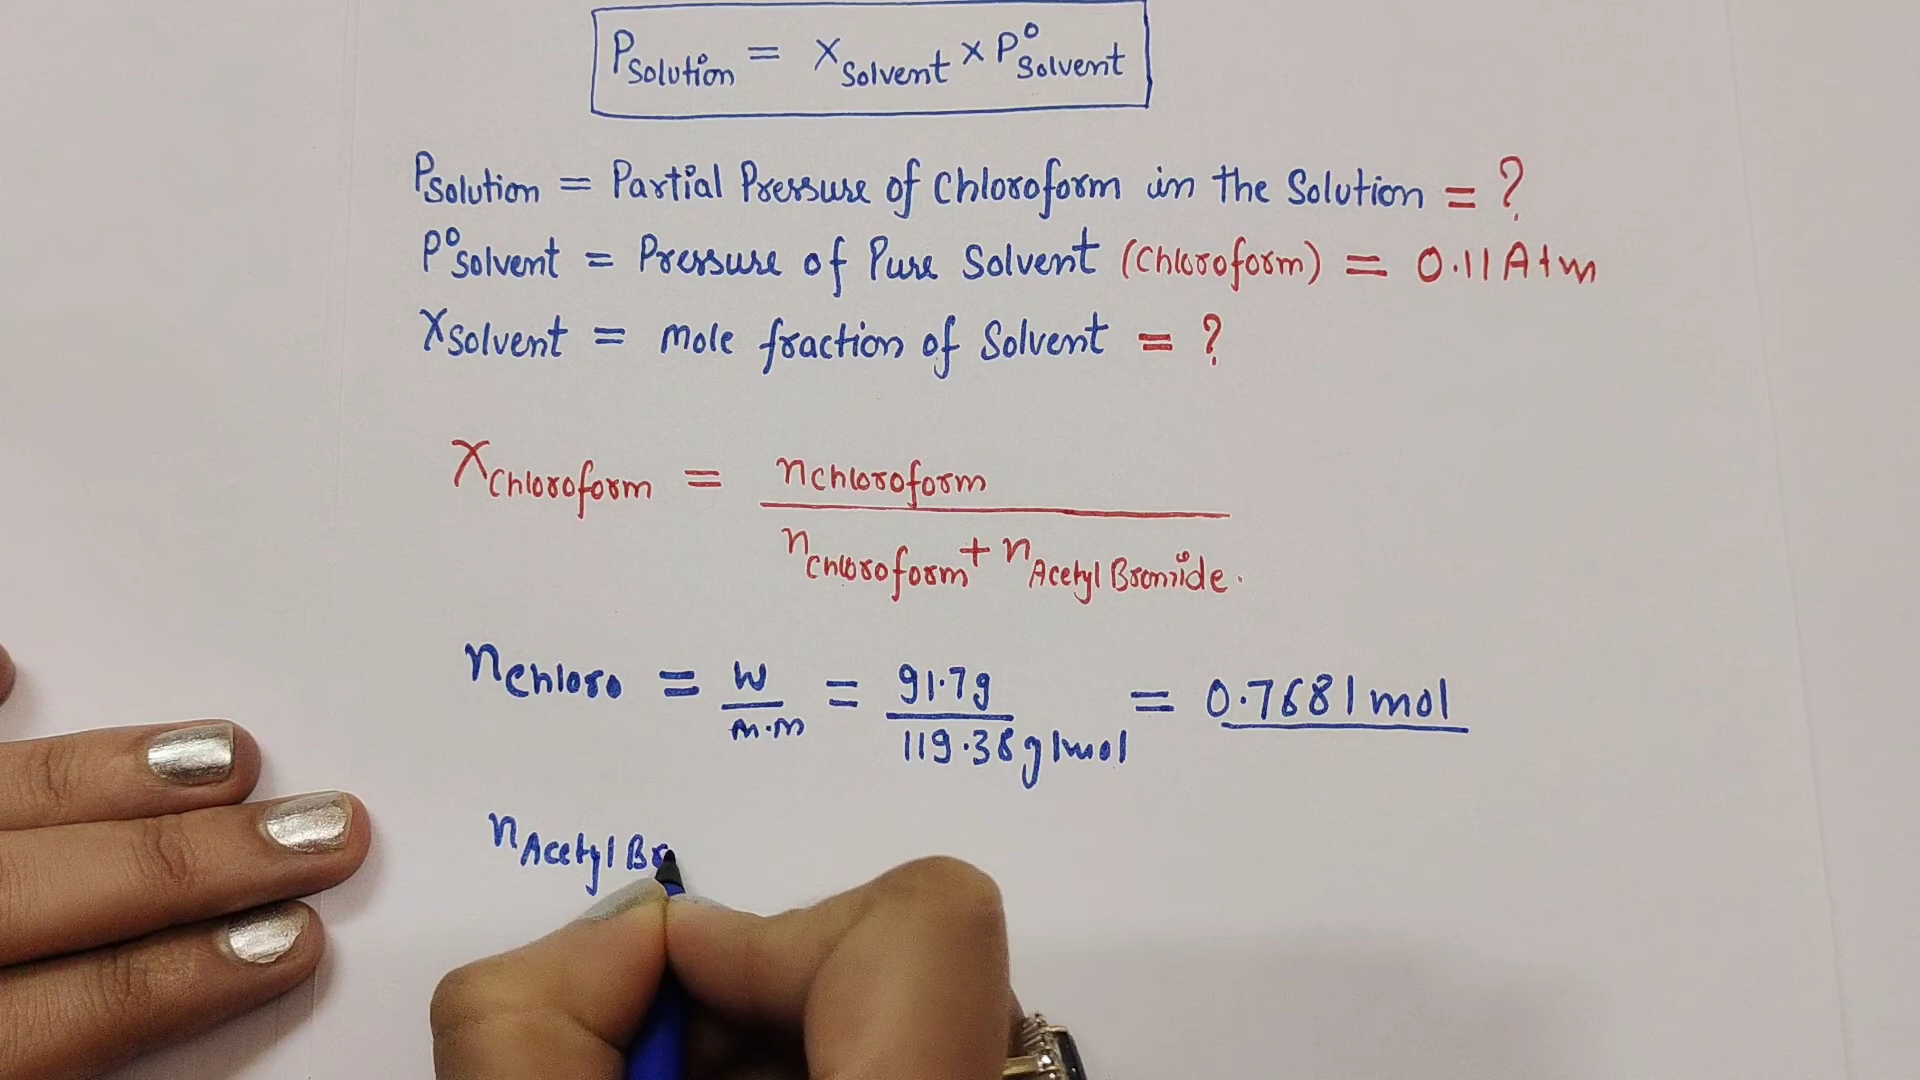 Psolution = Xsolvent × P°solvent
Psolution = Partial Pressure of Chloroform in the Solution = ?
P°solvent = Pressure of Pure Solvent (Chloroform) = 0.11 Atm
Xsolvent = mole fraction of Solvent = ?
XChloroform = nChloroform
nChloroform + nAcetyl Bromide.
nChloro = W = 91.7g = 0.7681 mol
m.m 119.38 g/mol
nAcetyl Br